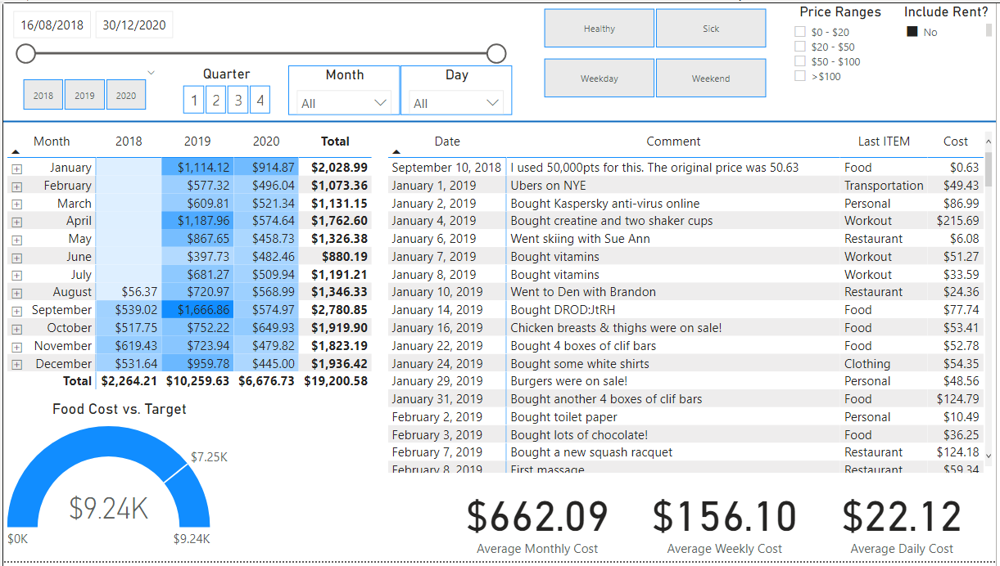 16/08/2018 30/12/2020
2018 2019 2020
Quarter
1 2 3 4
Month
All
Day
All
Healthy Sick
Weekday Weekend
Price Ranges
$0 - $20
$20 - $50
$50 - $100
>$100
Include Rent?
No
Month 2018 2019 2020 Total
January $1,114.12 $914.87 $2,028.99
February $577.32 $496.04 $1,073.36
March $609.81 $521.34 $1,131.15
April $1,187.96 $574.64 $1,762.60
May $867.65 $458.73 $1,326.38
June $397.73 $482.46 $880.19
July $681.27 $509.94 $1,191.21
August $56.37 $720.97 $568.99 $1,346.33
September $539.02 $1,666.86 $574.97 $2,780.85
October $517.75 $752.22 $649.93 $1,919.90
November $619.43 $723.94 $479.82 $1,823.19
December $531.64 $959.78 $445.00 $1,936.42
Total $2,264.21 $10,259.63 $6,676.73 $19,200.58
Date Comment Last ITEM Cost
September 10, 2018 I used 50,000pts for this. The original price was 50.63 Food $0.63
January 1, 2019 Ubers on NYE Transportation $49.43
January 2, 2019 Bought Kaspersky anti-virus online Personal $86.99
January 4, 2019 Bought creatine and two shaker cups Workout $215.69
January 6, 2019 Went skiing with Sue Ann Restaurant $6.08
January 7, 2019 Bought vitamins Workout $51.27
January 8, 2019 Bought vitamins Workout $33.59
January 10, 2019 Went to Den with Brandon Restaurant $24.36
January 14, 2019 Bought DROD:JtRH Food $77.74
January 16, 2019 Chicken breasts & thighs were on sale! Food $53.41
January 22, 2019 Bought 4 boxes of clif bars Food $52.78
January 24, 2019 Bought some white shirts Clothing $54.35
January 29, 2019 Burgers were on sale! Personal $48.56
January 31, 2019 Bought another 4 boxes of clif bars Food $124.79
February 2, 2019 Bought toilet paper Personal $10.49
February 3, 2019 Bought lots of chocolate! Food $36.25
February 7, 2019 Bought a new squash racquet Restaurant $124.18
February 8, 2019 First massage Restaurant $59.34
Food Cost vs. Target
$7.25K
$9.24K
$0K $9.24K
$662.09
Average Monthly Cost
$156.10
Average Weekly Cost
$22.12
Average Daily Cost